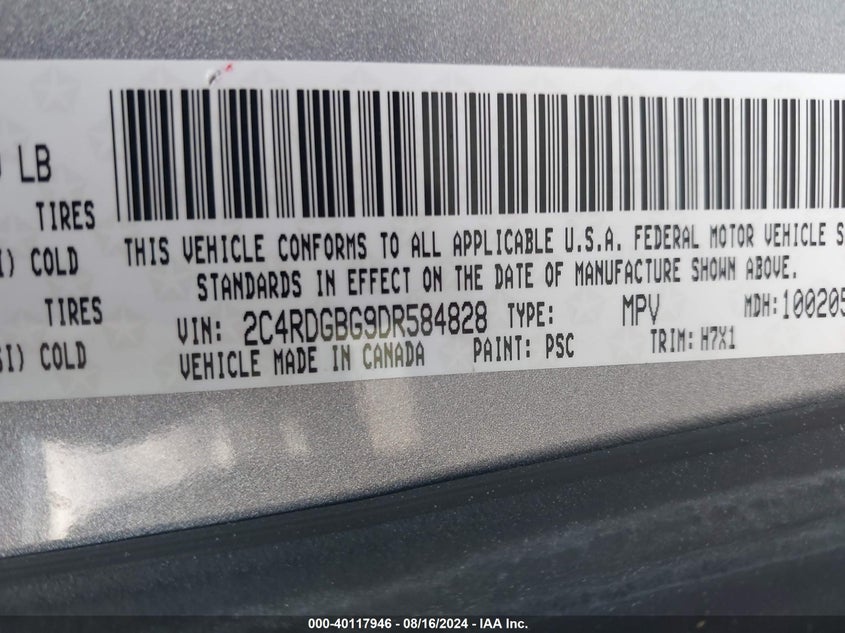 LB
TIRES
COLD
TIRES
COLD
THIS VEHICLE CONFORMS TO ALL APPLICABLE U.S.A. FEDERAL MOTOR VEHICLE S
STANDARDS IN EFFECT ON THE DATE OF MANUFACTURE SHOWN ABOVE.
VIN: 2C4RDGBG9DR584828 TYPE: MPV MDH: 100205
VEHICLE MADE IN CANADA PAINT: PSC TRIM: H7X1
000-40117946 - 08/16/2024 - IAA Inc.